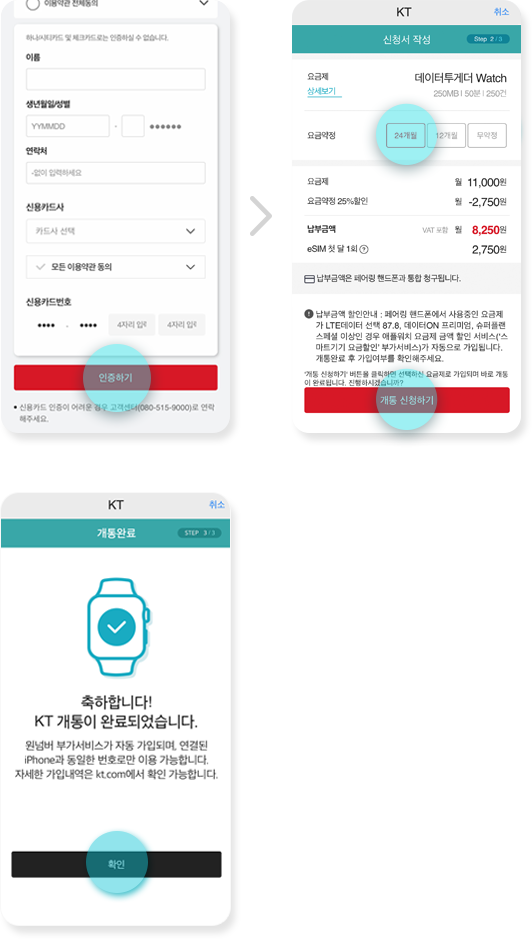 이용약관 전체동의
하나시티카드 및 체크카드로는 인증하실 수 없습니다.
이름
생년월일/성별
YYMMDD - ●●●●●●
연락처
-없이 입력하세요
신용카드사
카드사 선택
모든 이용약관 동의
신용카드번호
●●●● - ●●●● 4자리 입력 4자리 입력
인증하기
• 신용카드 인증이 어려운 경우 고객센터(080-515-9000)로 연락
해주세요.
KT 취소
신청서 작성 Step 2/3
요금제 데이터투게더 Watch
상세보기 250MB I 50분 I 250건
요금약정 24개월 12개월 무약정
요금제 월 11,000원
요금약정 25%할인 월 -2,750원
납부금액 VAT 포함 월 8,250원
eSIM 첫 달 1회 ? 2,750원
납부금액은 페어링 핸드폰과 통합 청구됩니다.
납부금액 할인안내 : 페어링 핸드폰에서 사용중인 요금제
가 LTE데이터 선택 87.8, 데이터ON 프리미엄, 슈퍼플랜
스페셜 이상인 경우 애플워치 요금제 금액 할인 서비스('스
마트기기 요금할인' 부가서비스)가 자동으로 가입됩니다.
개통완료 후 가입여부를 확인해주세요.
'개통 신청하기' 버튼을 클릭하면 선택하신 요금제로 가입되며 바로 개통
이 완료됩니다. 진행하시겠습니까?
개통 신청하기
KT 취소
개통완료 STEP 3/3
축하합니다!
KT 개통이 완료되었습니다.
원넘버 부가서비스가 자동 가입되며, 연결된
iPhone과 동일한 번호로만 이용 가능합니다.
자세한 가입내역은 kt.com에서 확인 가능합니다.
확인